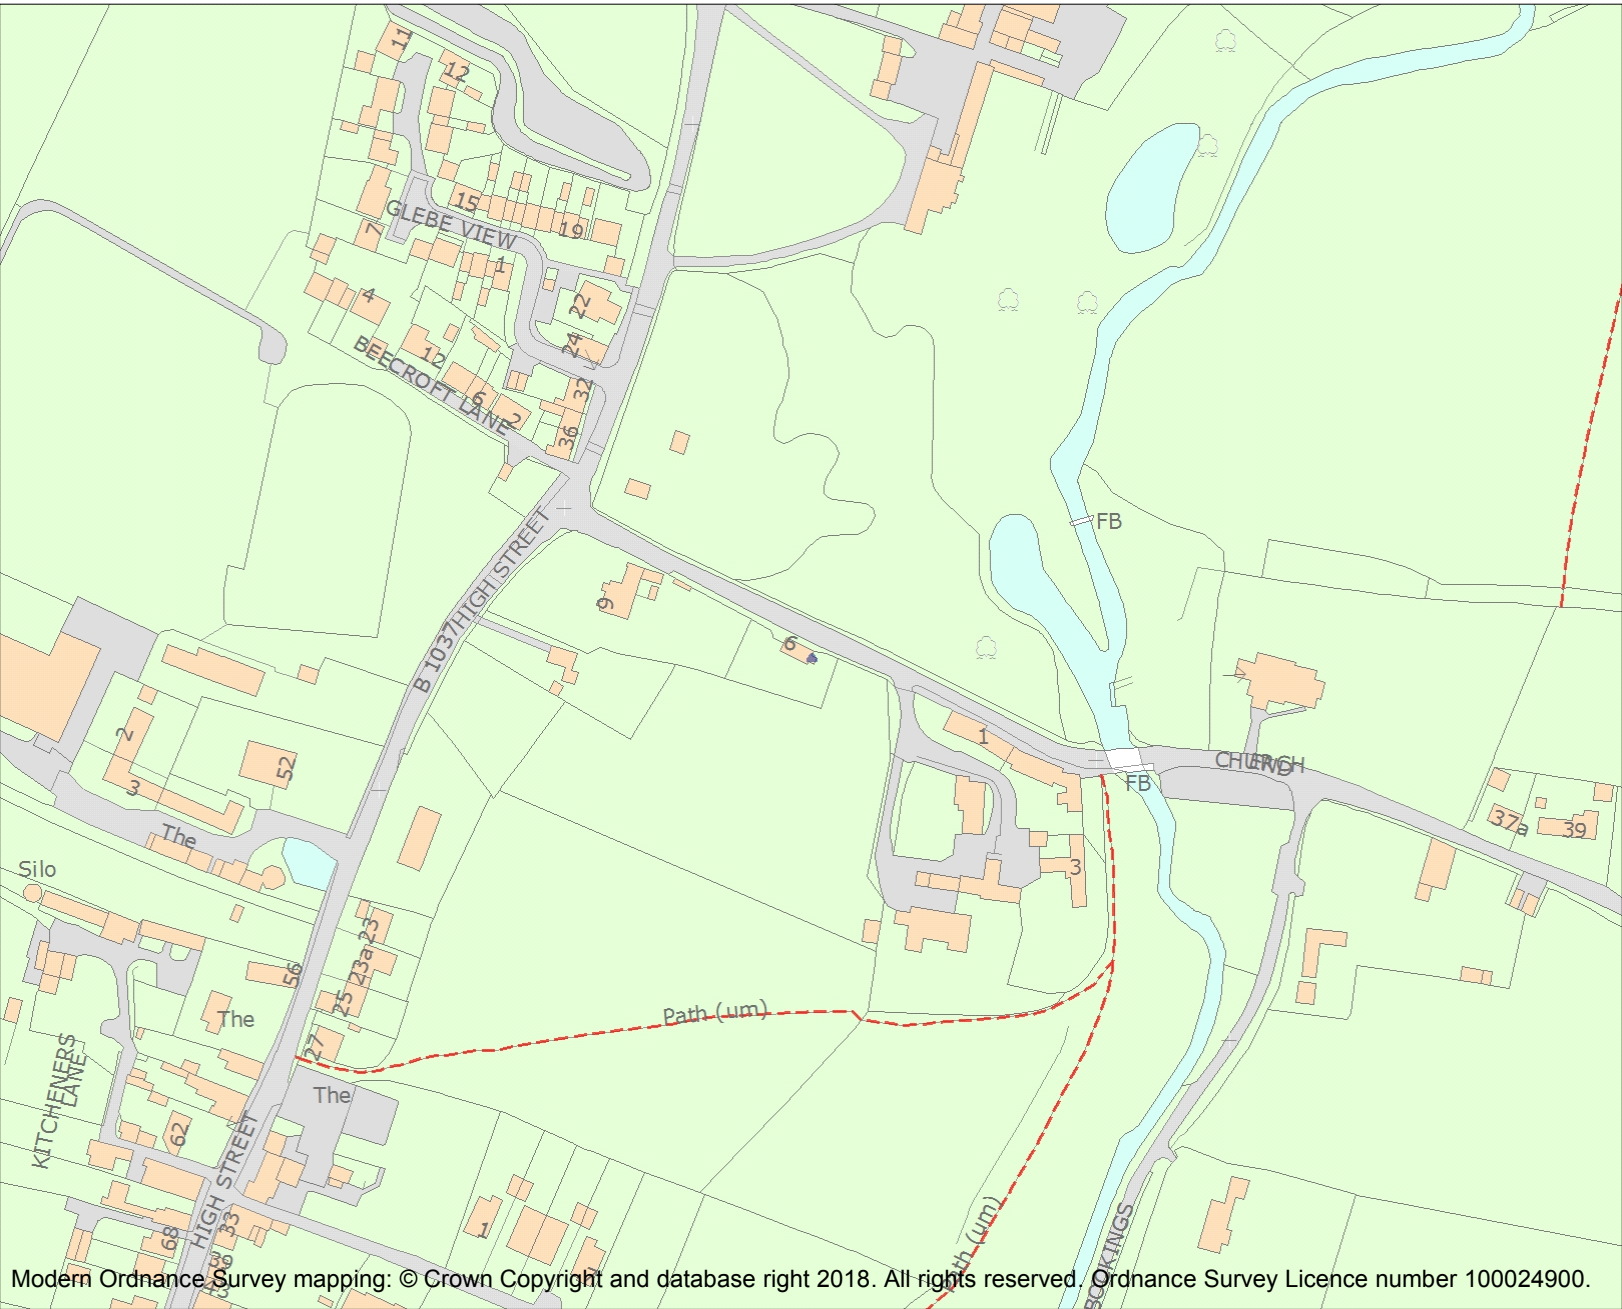 11
12
15
GLEBE VIEW
19
7
1
4
22
24
12
BEECROFT LANE
32
6
2
36
FB
B 1037
HIGH STREET
9
6
1
2
CHURCH
END
52
FB
3
37a
39
The
Silo
3
23
23a
56
25
Path (um)
The
27
The
KITCHENERS
LANE
62
HIGH STREET
33
1
68
39
Path (um)
BOOKINGS
Modern Ordnance Survey mapping: © Crown Copyright and database right 2018. All rights reserved. Ordnance Survey Licence number 100024900.